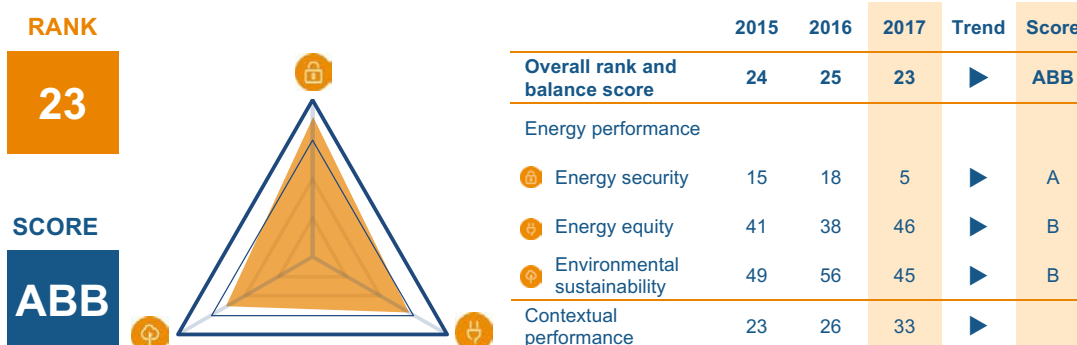 RANK
23
SCORE
ABB
2015 2016 2017 Trend Score
Overall rank and
balance score 24 25 23 ABB
Energy performance
Energy security 15 18 5 A
Energy equity 41 38 46 B
Environmental
sustainability 49 56 45 B
Contextual
performance 23 26 33